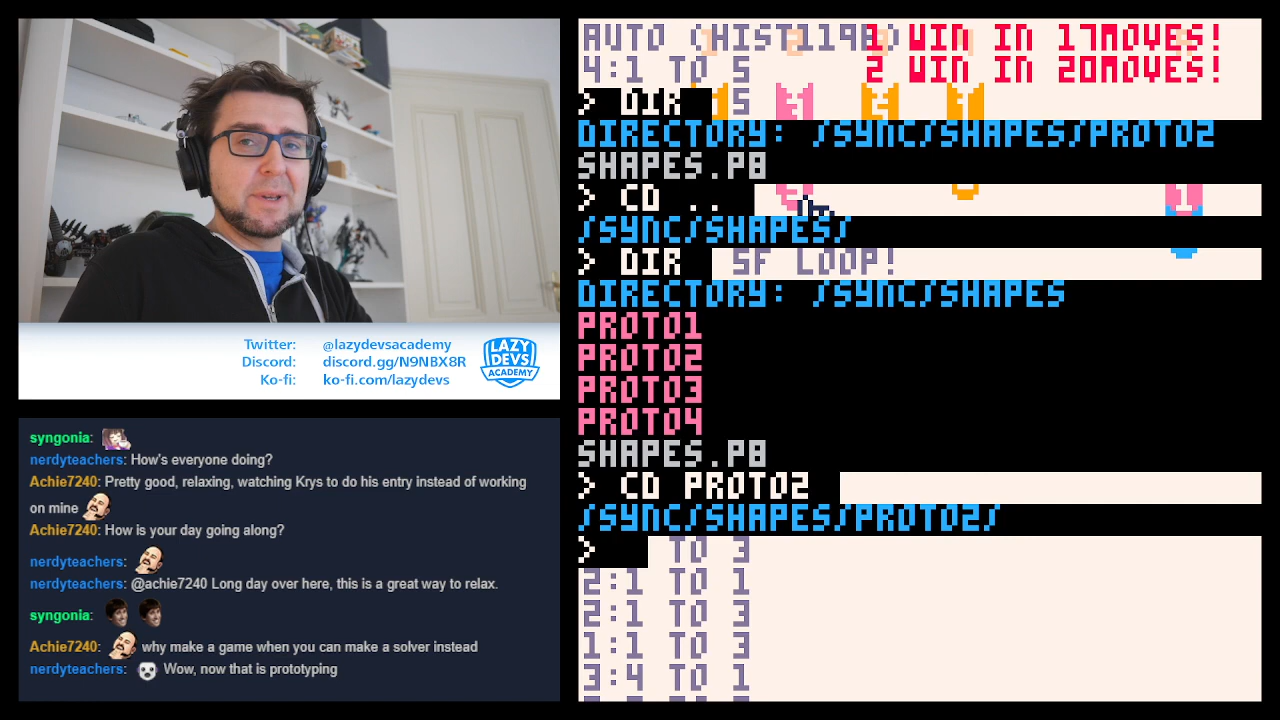 Twitter: @lazydevsacademy
Discord: discord.gg/N9NBX8R
Ko-fi: ko-fi.com/lazydevs
LAZY DEVS ACADEMY
syngonia:
nerdyteachers: How's everyone doing?
Achie7240: Pretty good, relaxing, watching Krys to do his entry instead of working
on mine
Achie7240: How is your day going along?
nerdyteachers:
nerdyteachers: @achie7240 Long day over here, this is a great way to relax.
syngonia:
Achie7240: why make a game when you can make a solver instead
nerdyteachers: Wow, now that is prototyping
AUTO (HIST 1 WIN IN 17MOVES!
4:1 TO 5 2 WIN IN 20MOVES!
> DIR 5
DIRECTORY: /SYNC/SHAPES/PROTO2
SHAPES.P8
> CD ..
/SYNC/SHAPES/
> DIR SF LOOP!
DIRECTORY: /SYNC/SHAPES
PROTO1
PROTO2
PROTO3
PROTO4
SHAPES.P8
> CD PROTO2
/SYNC/SHAPES/PROTO2/
> TO 3
2:1 TO 1
2:1 TO 3
1:1 TO 3
3:4 TO 1